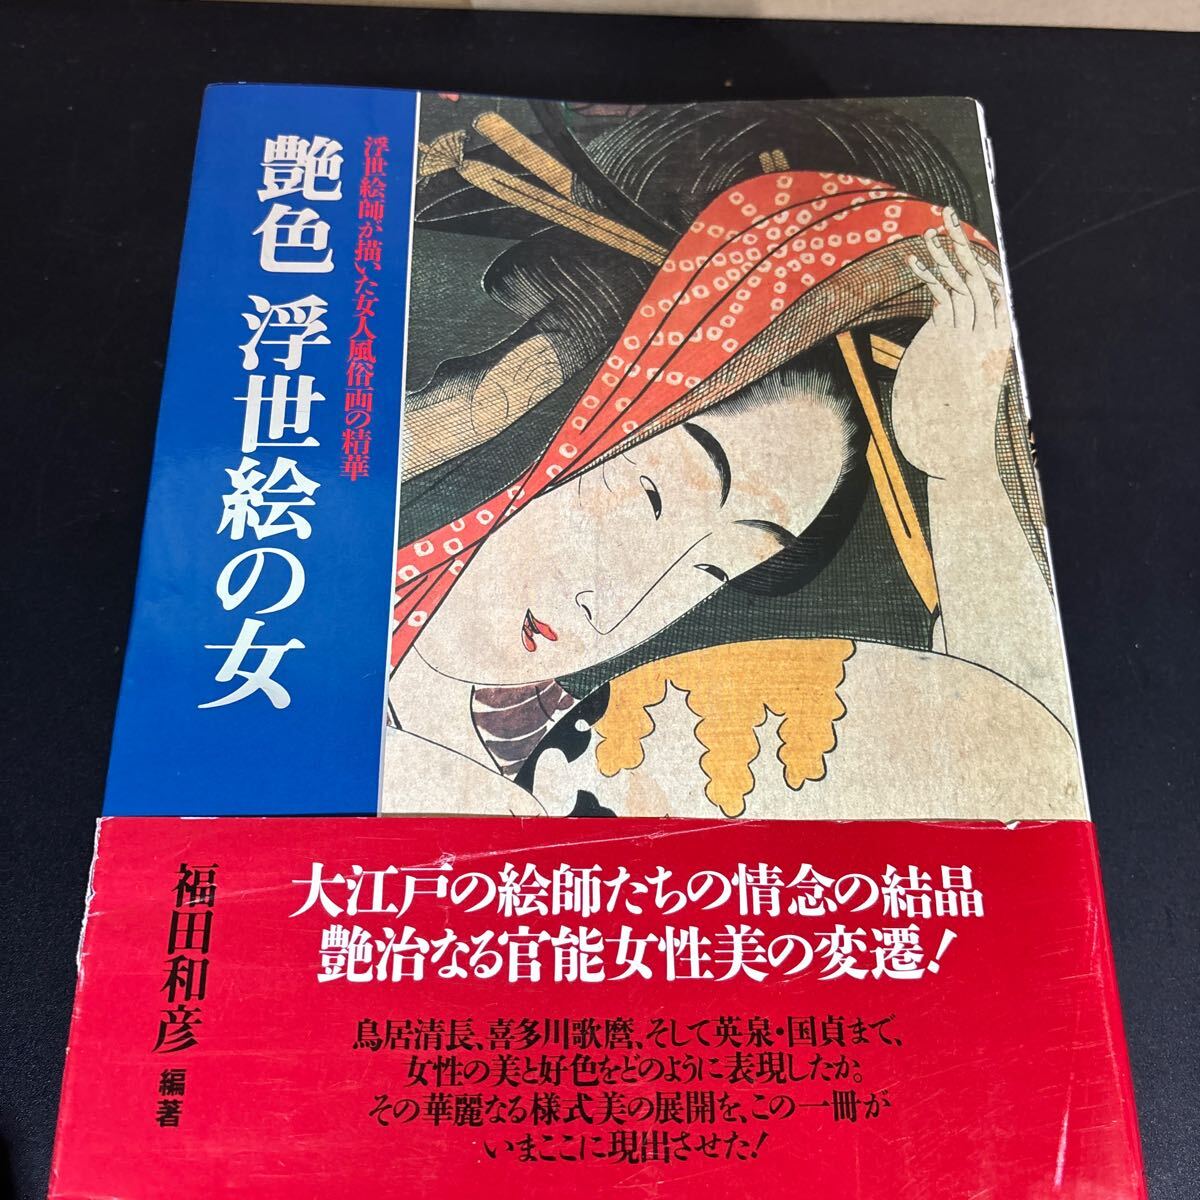 艶色 浮世絵の女
浮世絵師が描いた女人風俗画の精華
大江戸の絵師たちの情念の結晶
艶治なる官能女性美の変遷!
鳥居清長、喜多川歌麿、そして英泉・国貞まで、
女性の美と好色をどのように表現したか。
その華麗なる様式美の展開を、この一冊が
いまここに現出させた!
福田和彦 編著